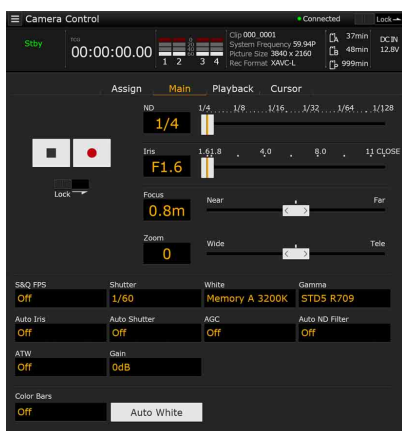 Camera Control
Connected
Lock
Stby
TCG
00:00:00.00
1 2 3 4
Clip 000_0001
System Frequency 59.94P
Picture Size 3840 x 2160
Rec Format XAVC-L
A 37min
B 48min
999min
DC IN
12.8V
Assign Main Playback Cursor
ND
1/4
1/4 1/8 1/16 1/32 1/64 1/128
Iris
F1.6
1.6 1.8 4.0 8.0 11 CLOSE
Lock
Focus
0.8m
Near Far
Zoom
0
Wide Tele
S&Q FPS Shutter White Gamma
Off 1/60 Memory A 3200K STD5 R709
Auto Iris Auto Shutter AGC Auto ND Filter
Off Off Off Off
ATW Gain
Off 0dB
Color Bars
Off
Auto White